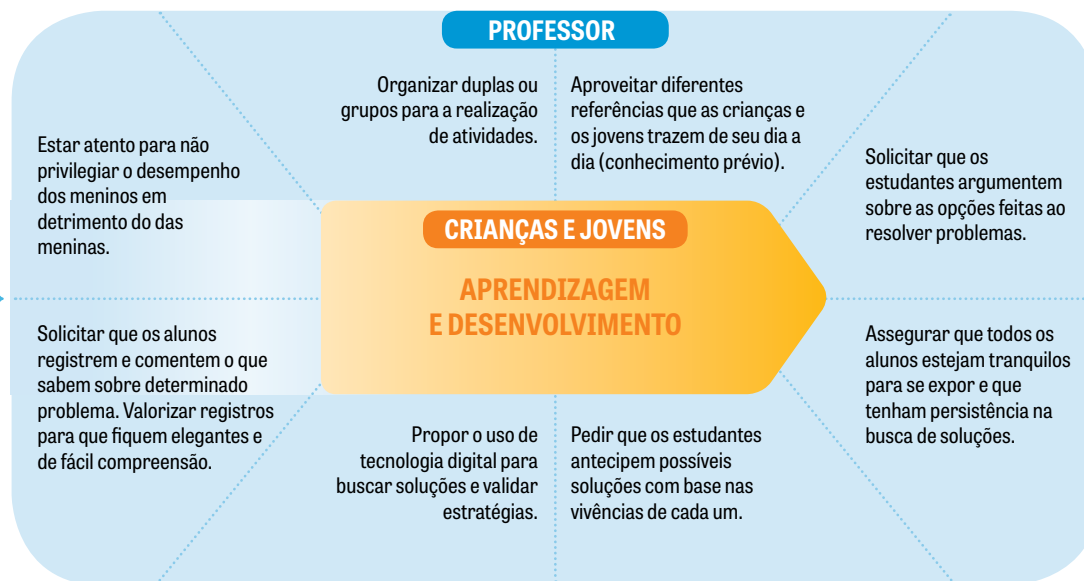 PROFESSOR
Organizar duplas ou
grupos para a realização
de atividades.
Aproveitar diferentes
referências que as crianças e
os jovens trazem de seu dia a
dia (conhecimento prévio).
Estar atento para não
privilegiar o desempenho
dos meninos em
detrimento do das
meninas.
Solicitar que os
estudantes argumentem
sobre as opções feitas ao
resolver problemas.
CRIANÇAS E JOVENS
APRENDIZAGEM
E DESENVOLVIMENTO
Solicitar que os alunos
registrem e comentem o que
sabem sobre determinado
problema. Valorizar registros
para que fiquem elegantes e
de fácil compreensão.
Propor o uso de
tecnologia digital para
buscar soluções e validar
estratégias.
Pedir que os estudantes
antecipem possíveis
soluções com base nas
vivências de cada um.
Assegurar que todos os
alunos estejam tranquilos
para se expor e que
tenham persistência na
busca de soluções.